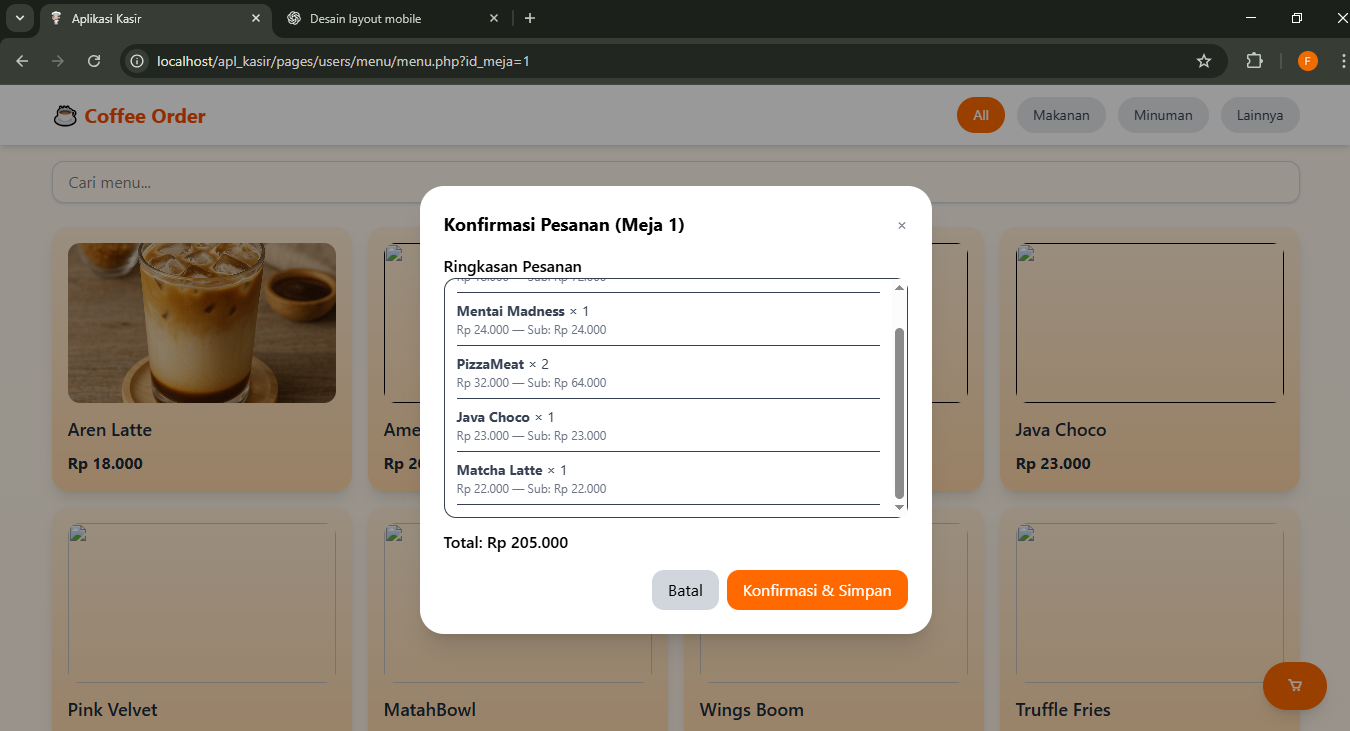 Aplikasi Kasir
Desain layout mobile
localhost/apl_kasir/pages/users/menu/menu.php?id_meja=1
F
Coffee Order
All
Makanan
Minuman
Lainnya
Cari menu...
Konfirmasi Pesanan (Meja 1)
×
Ringkasan Pesanan
Mentai Madness × 1
Rp 24.000 — Sub: Rp 24.000
PizzaMeat × 2
Rp 32.000 — Sub: Rp 64.000
Java Choco × 1
Rp 23.000 — Sub: Rp 23.000
Matcha Latte × 1
Rp 22.000 — Sub: Rp 22.000
Total: Rp 205.000
Batal
Konfirmasi & Simpan
Aren Latte
Rp 18.000
Java Choco
Rp 23.000
Pink Velvet
MatahBowl
Wings Boom
Truffle Fries